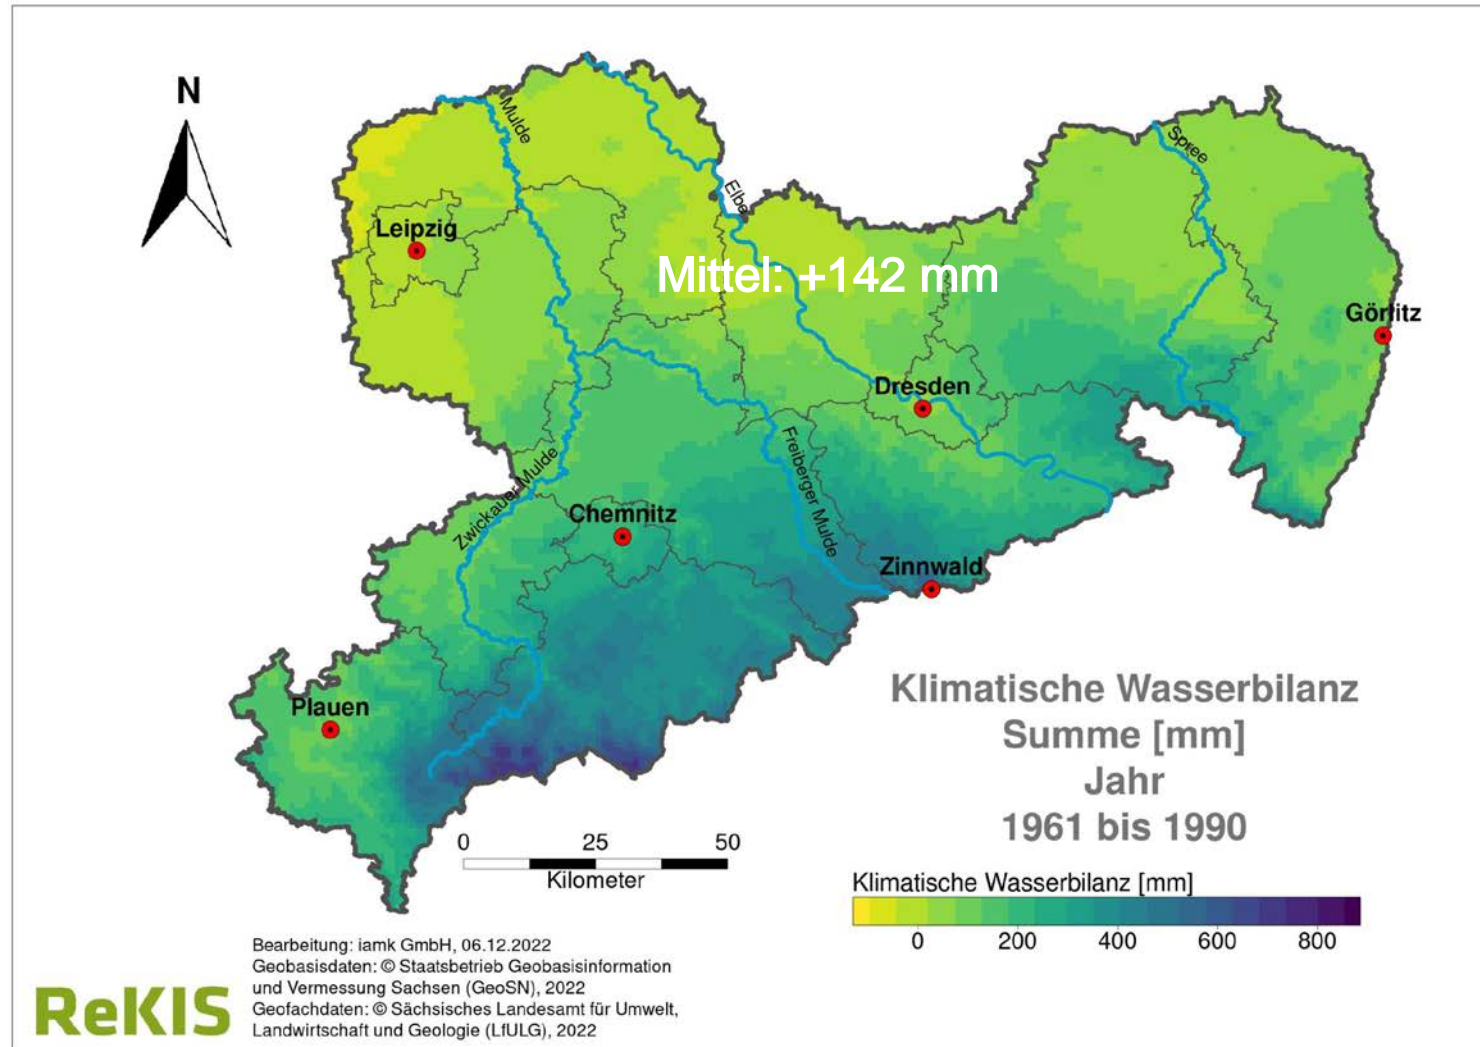 N
Mulde
Elbe
Spree
Leipzig
Mittel: +142 mm
Görlitz
Dresden
Zwickauer Mulde
Freiberger Mulde
Chemnitz
Zinnwald
Plauen
Klimatische Wasserbilanz
Summe [mm]
Jahr
1961 bis 1990
0 25 50
Kilometer
Klimatische Wasserbilanz [mm]
0 200 400 600 800
Bearbeitung: iamk GmbH, 06.12.2022
Geobasisdaten: © Staatsbetrieb Geobasisinformation
und Vermessung Sachsen (GeoSN), 2022
Geofachdaten: © Sächsisches Landesamt für Umwelt,
Landwirtschaft und Geologie (LfULG), 2022
ReKIS